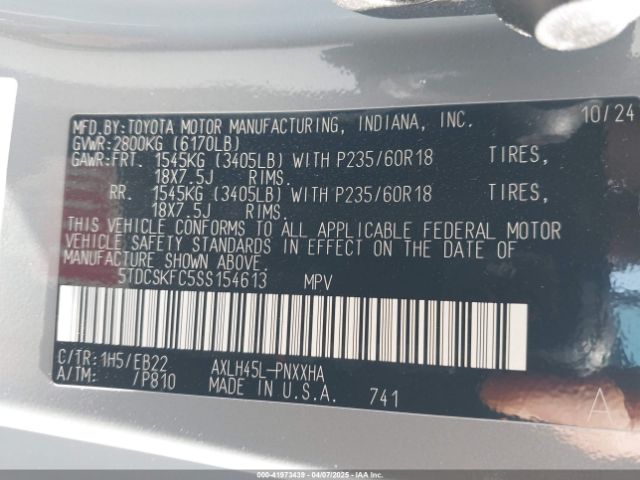 MFD.BY:TOYOTA MOTOR MANUFACTURING, INDIANA, INC. 10/24
GVWR:2800KG (6170LB)
GAWR:FRT. 1545KG (3405LB) WITH P235/60R18 TIRES,
18X7.5J RIMS.
RR. 1545KG (3405LB) WITH P235/60R18 TIRES,
18X7.5J RIMS.
THIS VEHICLE CONFORMS TO ALL APPLICABLE FEDERAL MOTOR
VEHICLE SAFETY STANDARDS IN EFFECT ON THE DATE OF
MANUFACTURE SHOWN ABOVE.
5TDCSKFC5SS154613 MPV
C/TR:1H5/EB22 AXLH45L-PNXXHA
A/TM: /P810 MADE IN U.S.A. 741 A
000-41973439 - 04/07/2025 - IAAI.COM